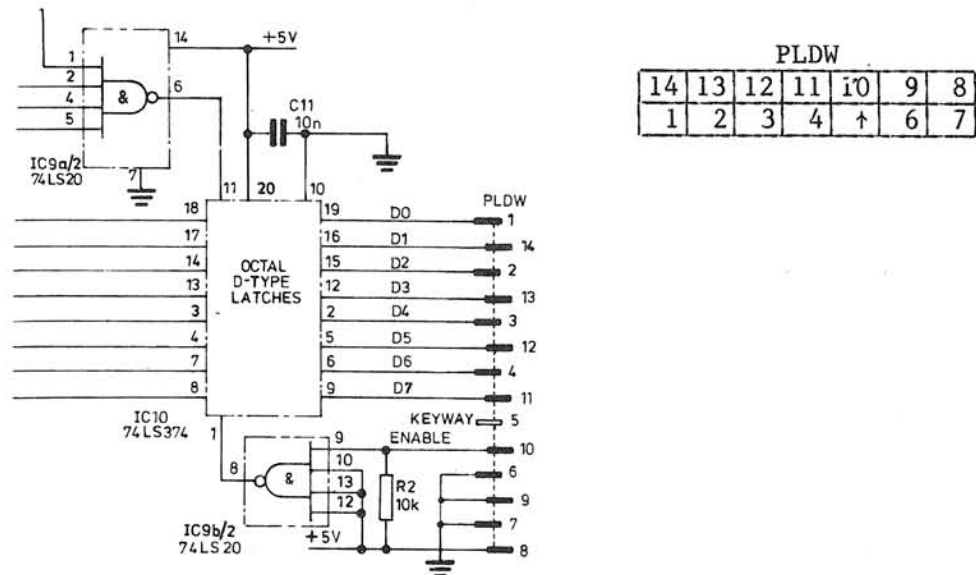 14
+5V
1
2
4
5
&
6
C11
10n
IC9a/2
74LS20
7
11
20
10
PLDW
18
19
D0
1
17
16
D1
14
14
15
D2
2
13
12
D3
13
3
2
D4
3
4
5
D5
12
7
6
D6
4
8
9
D7
11
OCTAL
D-TYPE
LATCHES
IC10
74LS374
1
KEYWAY
5
ENABLE
9
10
8
&
10
13
12
R2
10k
6
9
7
8
IC9b/2
74LS20
+5V
PLDW
14 13 12 11 10 9 8
1 2 3 4 ↑ 6 7